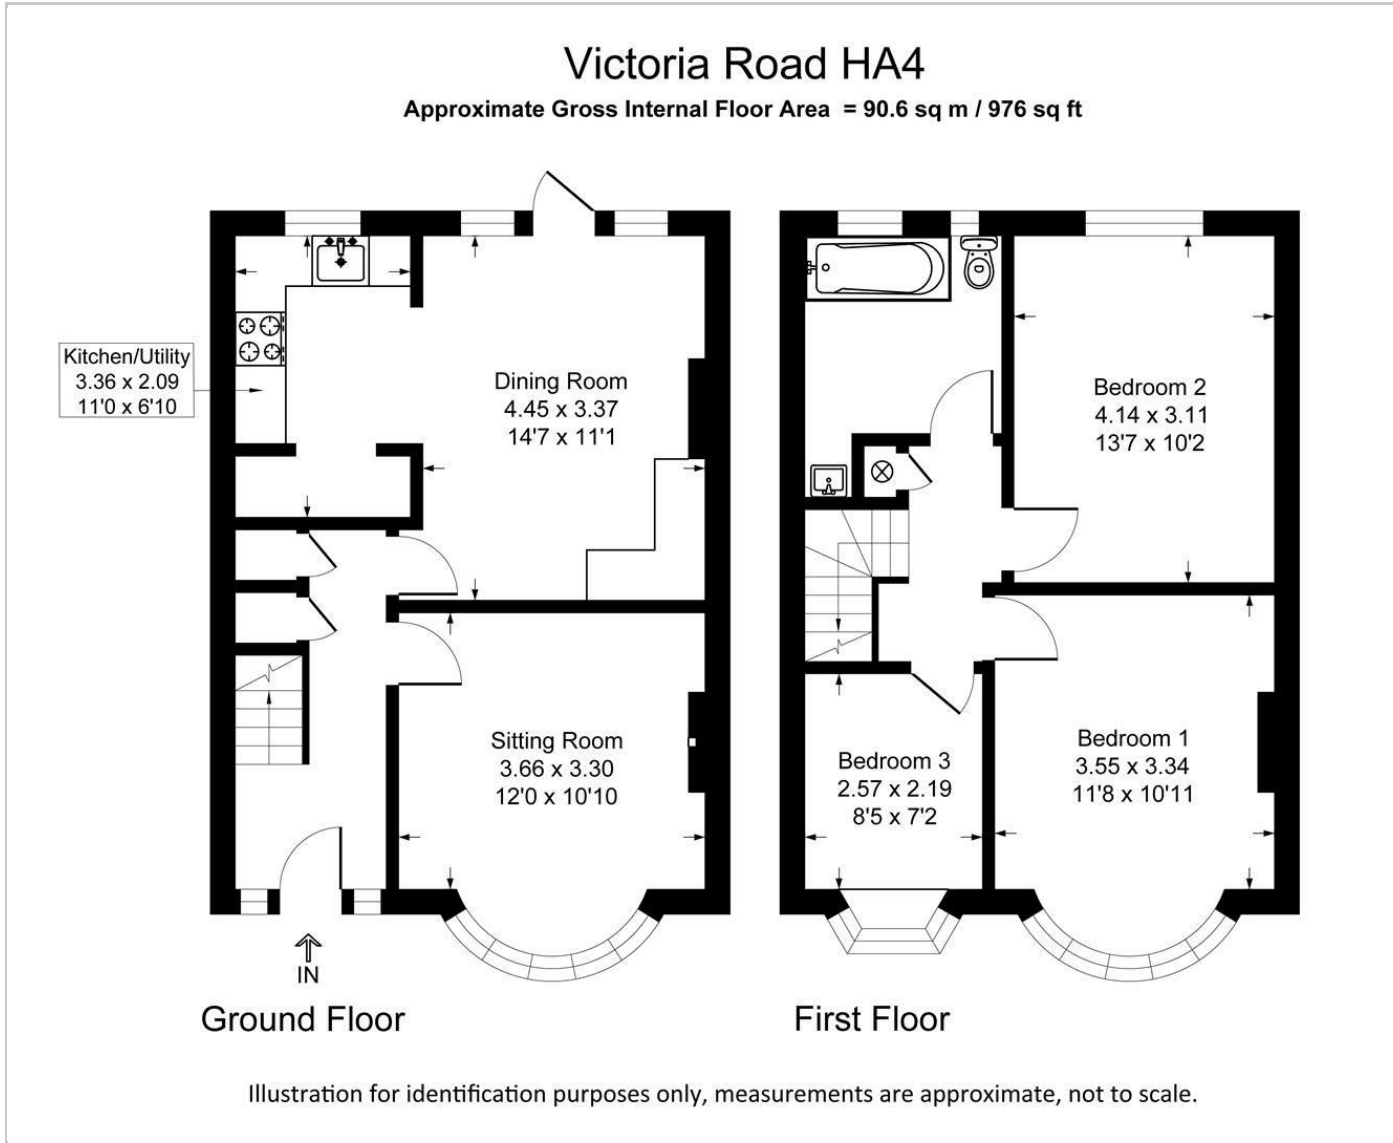 Victoria Road HA4
Approximate Gross Internal Floor Area = 90.6 sq m / 976 sq ft
Kitchen/Utility
3.36 x 2.09
11'0 x 6'10
Dining Room
4.45 x 3.37
14'7 x 11'1
Sitting Room
3.66 x 3.30
12'0 x 10'10
IN
Ground Floor
Bedroom 2
4.14 x 3.11
13'7 x 10'2
Bedroom 3
2.57 x 2.19
8'5 x 7'2
Bedroom 1
3.55 x 3.34
11'8 x 10'11
First Floor
Illustration for identification purposes only, measurements are approximate, not to scale.